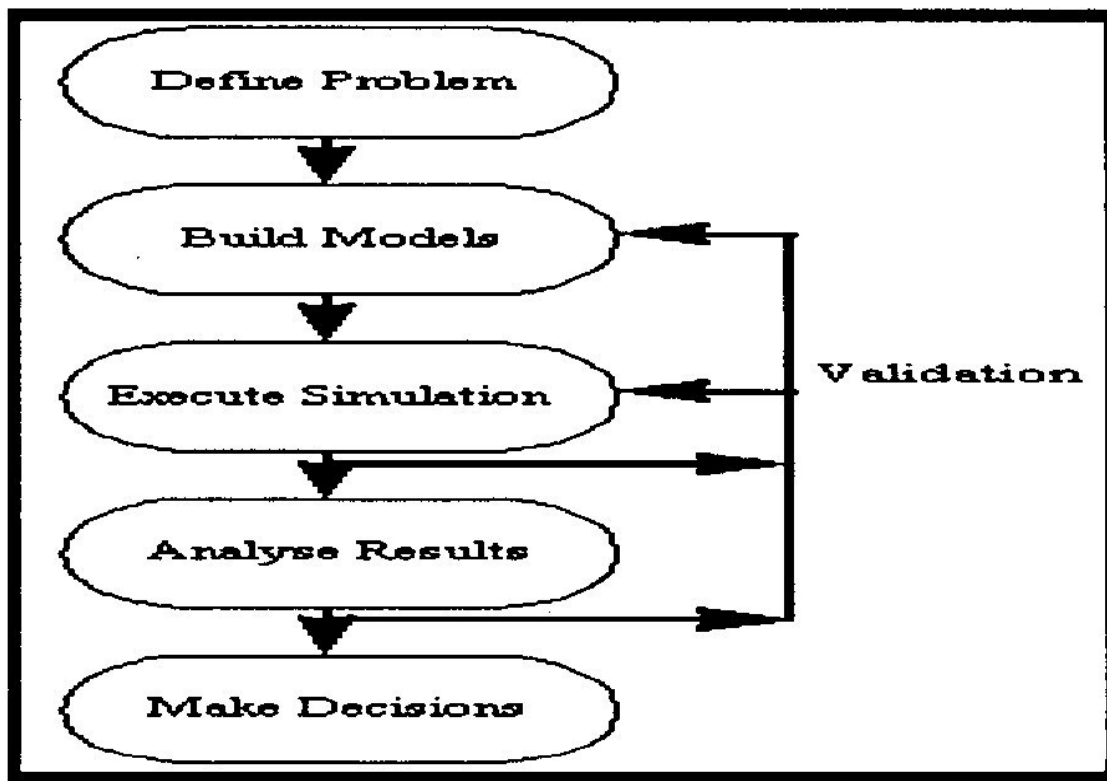 Define Problem
Build Models
Execute Simulation
Validation
Analyse Results
Make Decisions